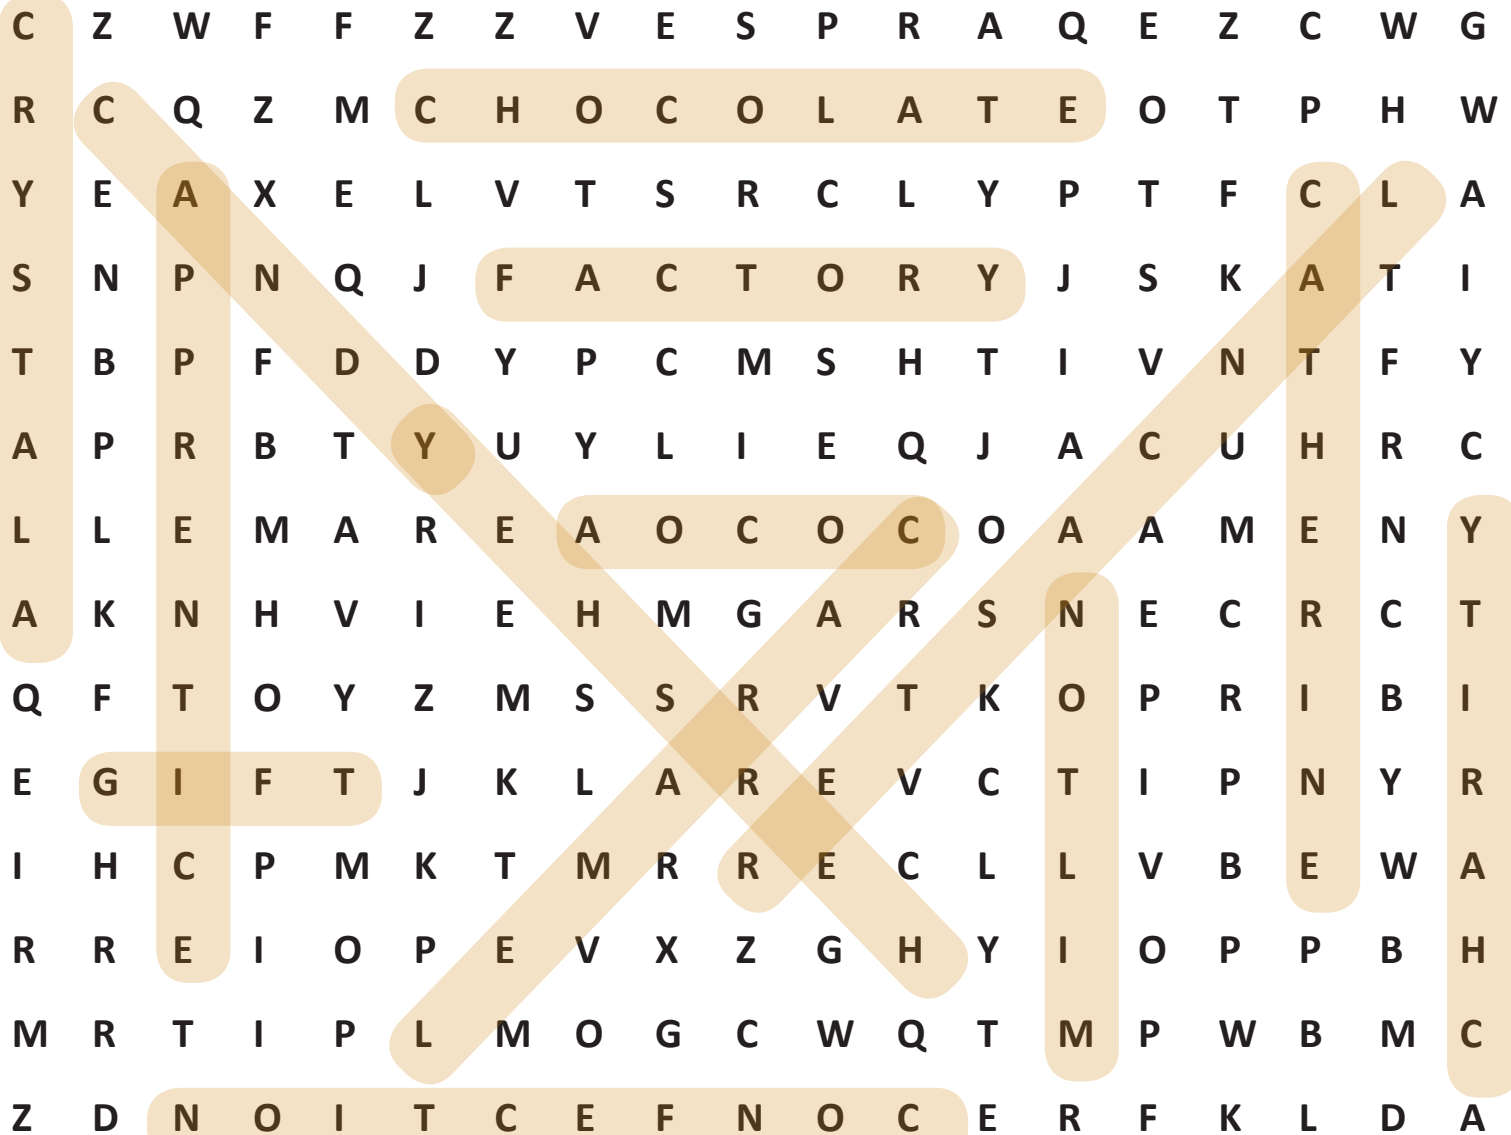 C Z W F F Z Z V E S P R A Q E Z C W G
R C Q Z M C H O C O L A T E O T P H W
Y E A X E L V T S R C L Y P T F C L A
S N P N Q J F A C T O R Y J S K A T I
T B P F D D Y P C M S H T I V N T F Y
A P R B T Y U Y L I E Q J A C U H R C
L L E M A R E A O C O C O A A M E N Y
A K N H V I E H M G A R S N E C R C T
Q F T O Y Z M S S R V T K O P R I B I
E G I F T J K L A R E V C T I P N Y R
I H C P M K T M R R E C L L V B E W A
R R E I O P E V X Z G H Y I O P P B H
M R T I P L M O G C W Q T M P W B M C
Z D N O I T C E F N O C E R F K L D A